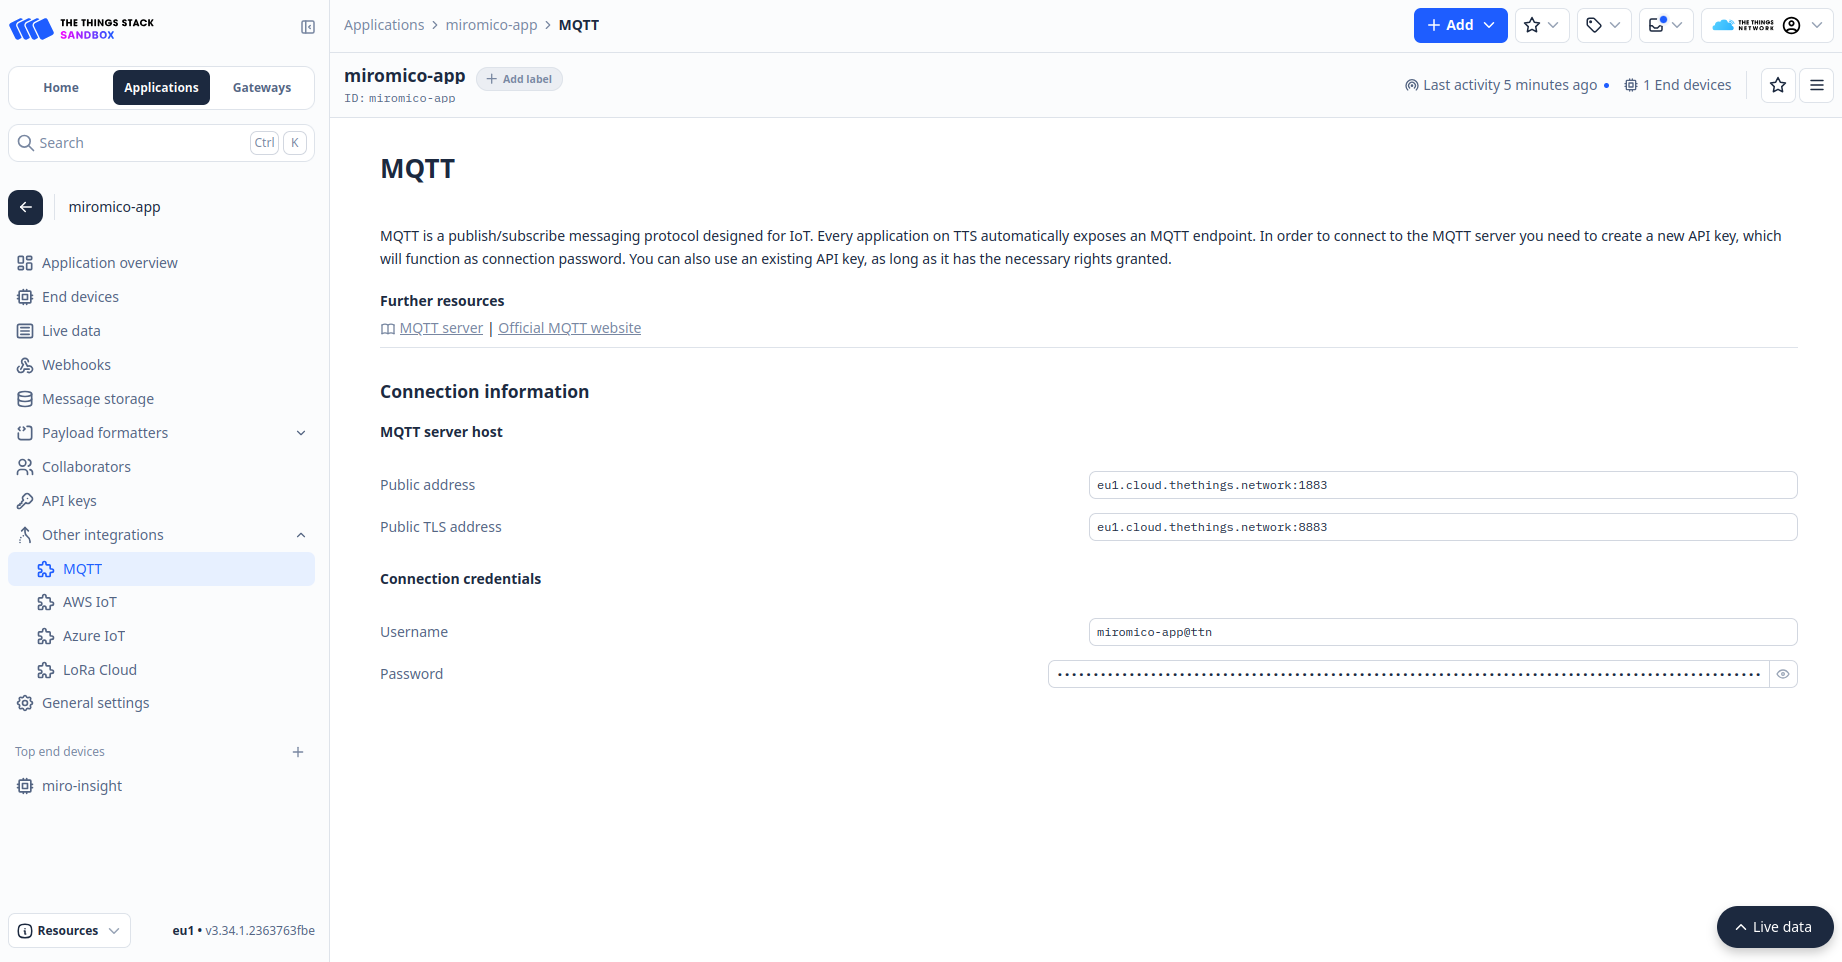 THE THINGS STACK
SANDBOX
Home
Applications
Gateways
Search
Ctrl
K
miromico-app
Application overview
End devices
Live data
Webhooks
Message storage
Payload formatters
Collaborators
API keys
Other integrations
MQTT
AWS IoT
Azure IoT
LoRa Cloud
General settings
Top end devices
miro-insight
Resources
eu1 • v3.34.1.2363763fbe
Applications > miromico-app > MQTT
Add
THE THINGS
NETWORK
miromico-app
Add label
ID: miromico-app
Last activity 5 minutes ago
1 End devices
MQTT
MQTT is a publish/subscribe messaging protocol designed for IoT. Every application on TTS automatically exposes an MQTT endpoint. In order to connect to the MQTT server you need to create a new API key, which
will function as connection password. You can also use an existing API key, as long as it has the necessary rights granted.
Further resources
MQTT server | Official MQTT website
Connection information
MQTT server host
Public address
eu1.cloud.thethings.network:1883
Public TLS address
eu1.cloud.thethings.network:8883
Connection credentials
Username
miromico-app@ttn
Password
Live data